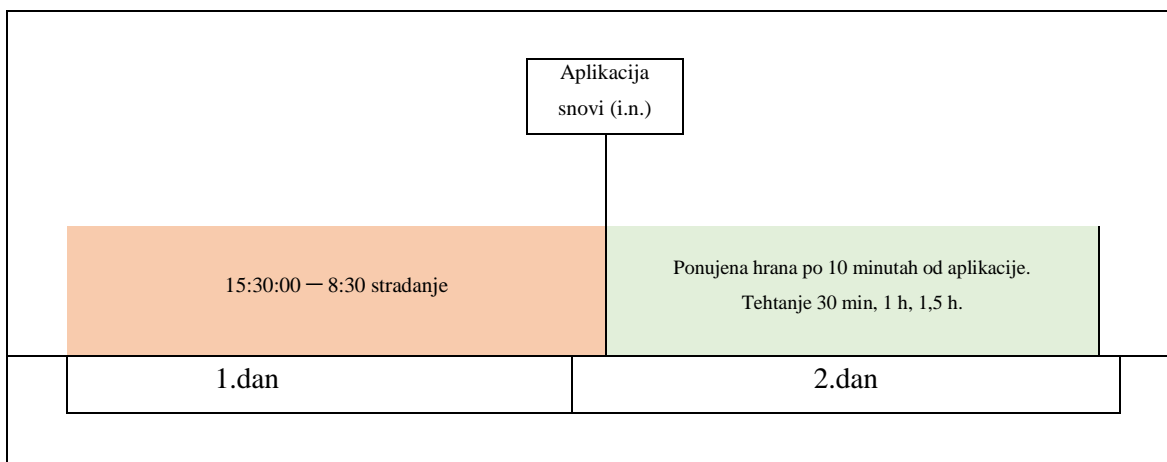 Aplikacija
snovi (i.n.)
15:30:00 ─ 8:30 stradanje
Ponujena hrana po 10 minutah od aplikacije.
Tehtanje 30 min, 1 h, 1,5 h.
1.dan
2.dan